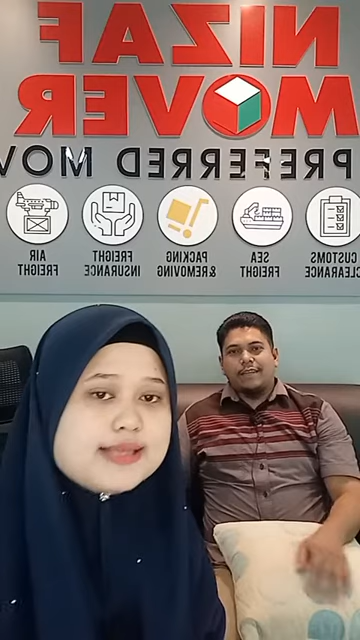 NIZAF
MOVER
PREFERRED MOV
CUSTOMS
CLEARANCE
SEA
FREIGHT
PACKING
&REMOVING
FREIGHT
INSURANCE
AIR
FREIGHT